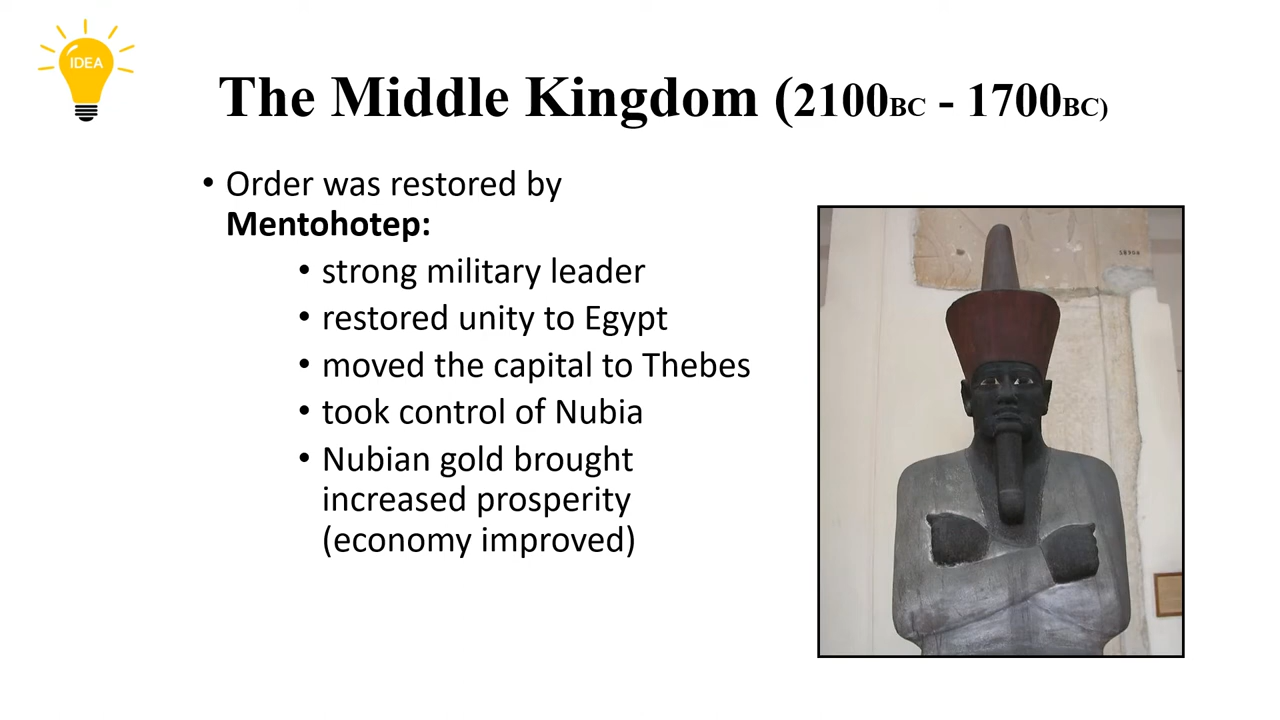 IDEA
The Middle Kingdom (2100BC - 1700BC)
• Order was restored by
Mentohotep:
• strong military leader
• restored unity to Egypt
• moved the capital to Thebes
• took control of Nubia
• Nubian gold brought
increased prosperity
(economy improved)